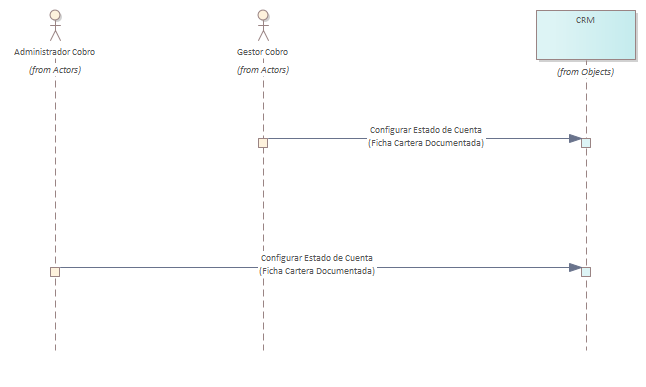 CRM
Administrador Cobro
(from Actors)
Gestor Cobro
(from Actors)
(from Objects)
Configurar Estado de Cuenta
(Ficha Cartera Documentada)
Configurar Estado de Cuenta
(Ficha Cartera Documentada)